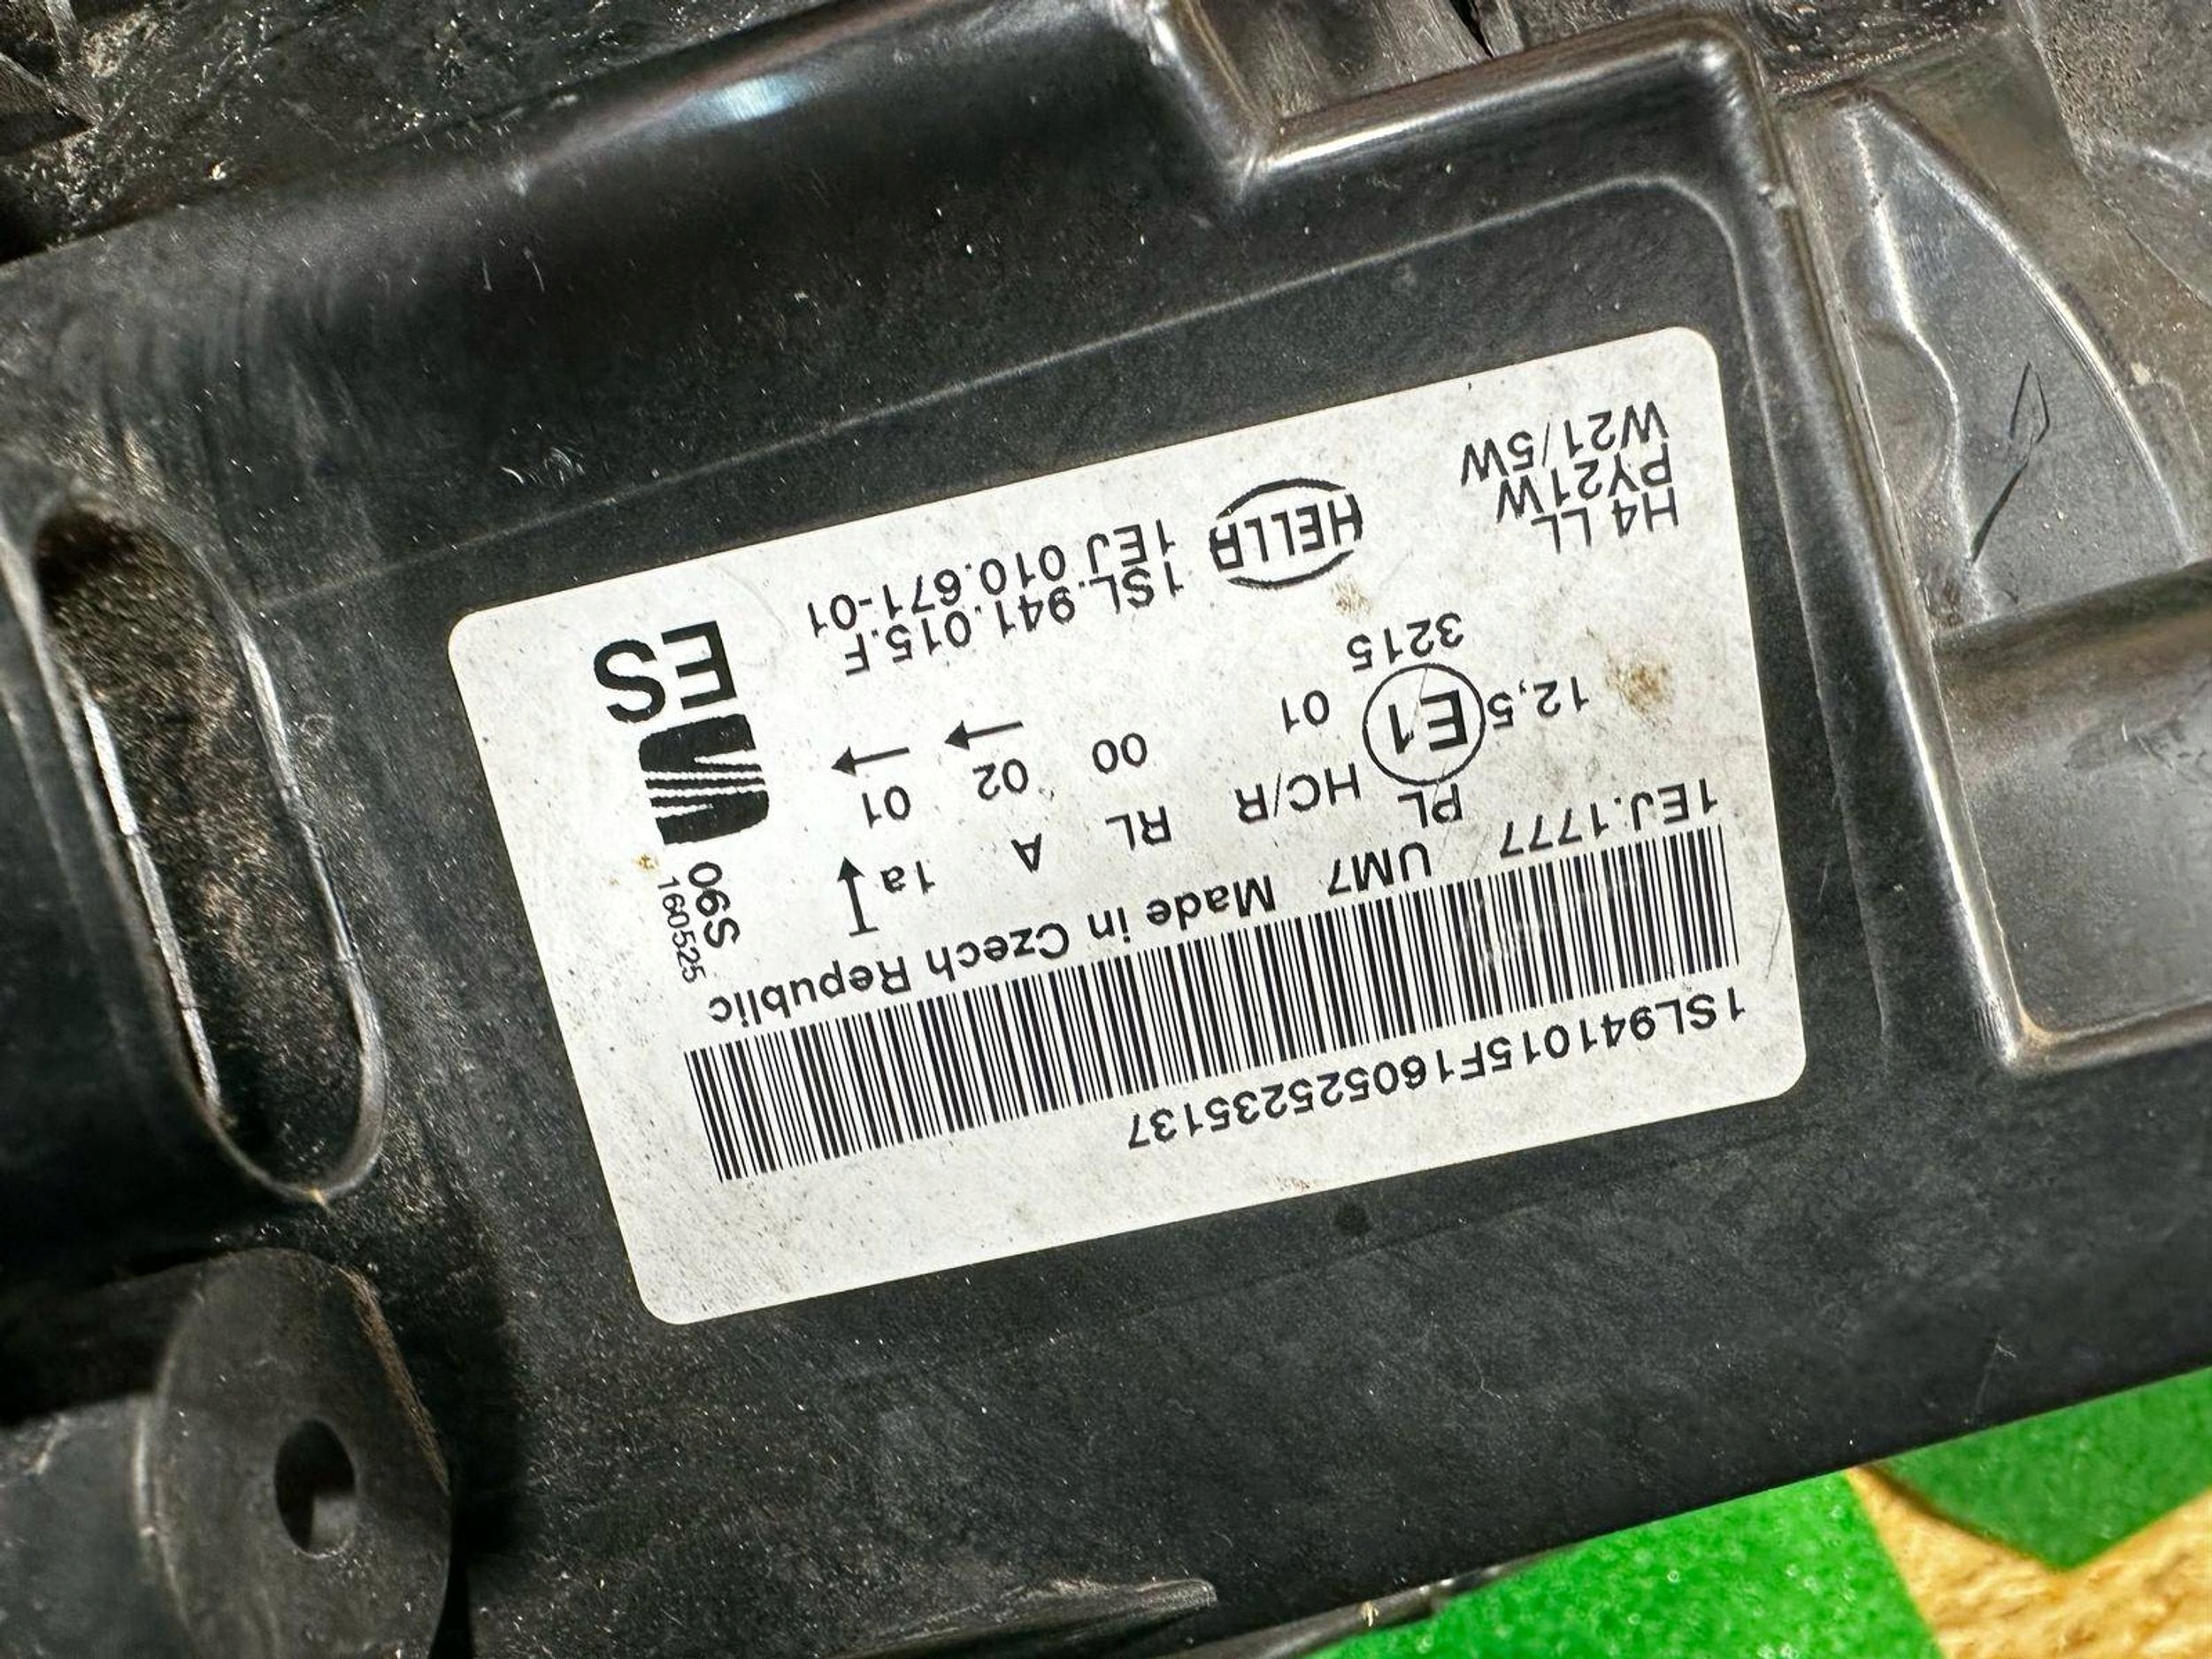 H4 LL
PY21W
W21/5W
HELLA
1SL.941.015.F
1EJ 010.671-01
3215
12,5
E1
01
PL
HC/R
RL
00
A
02
1a
01
ES
06S
160525
1EJ.1777
UM7
Made in Czech Republic
1SL941015F160525235137